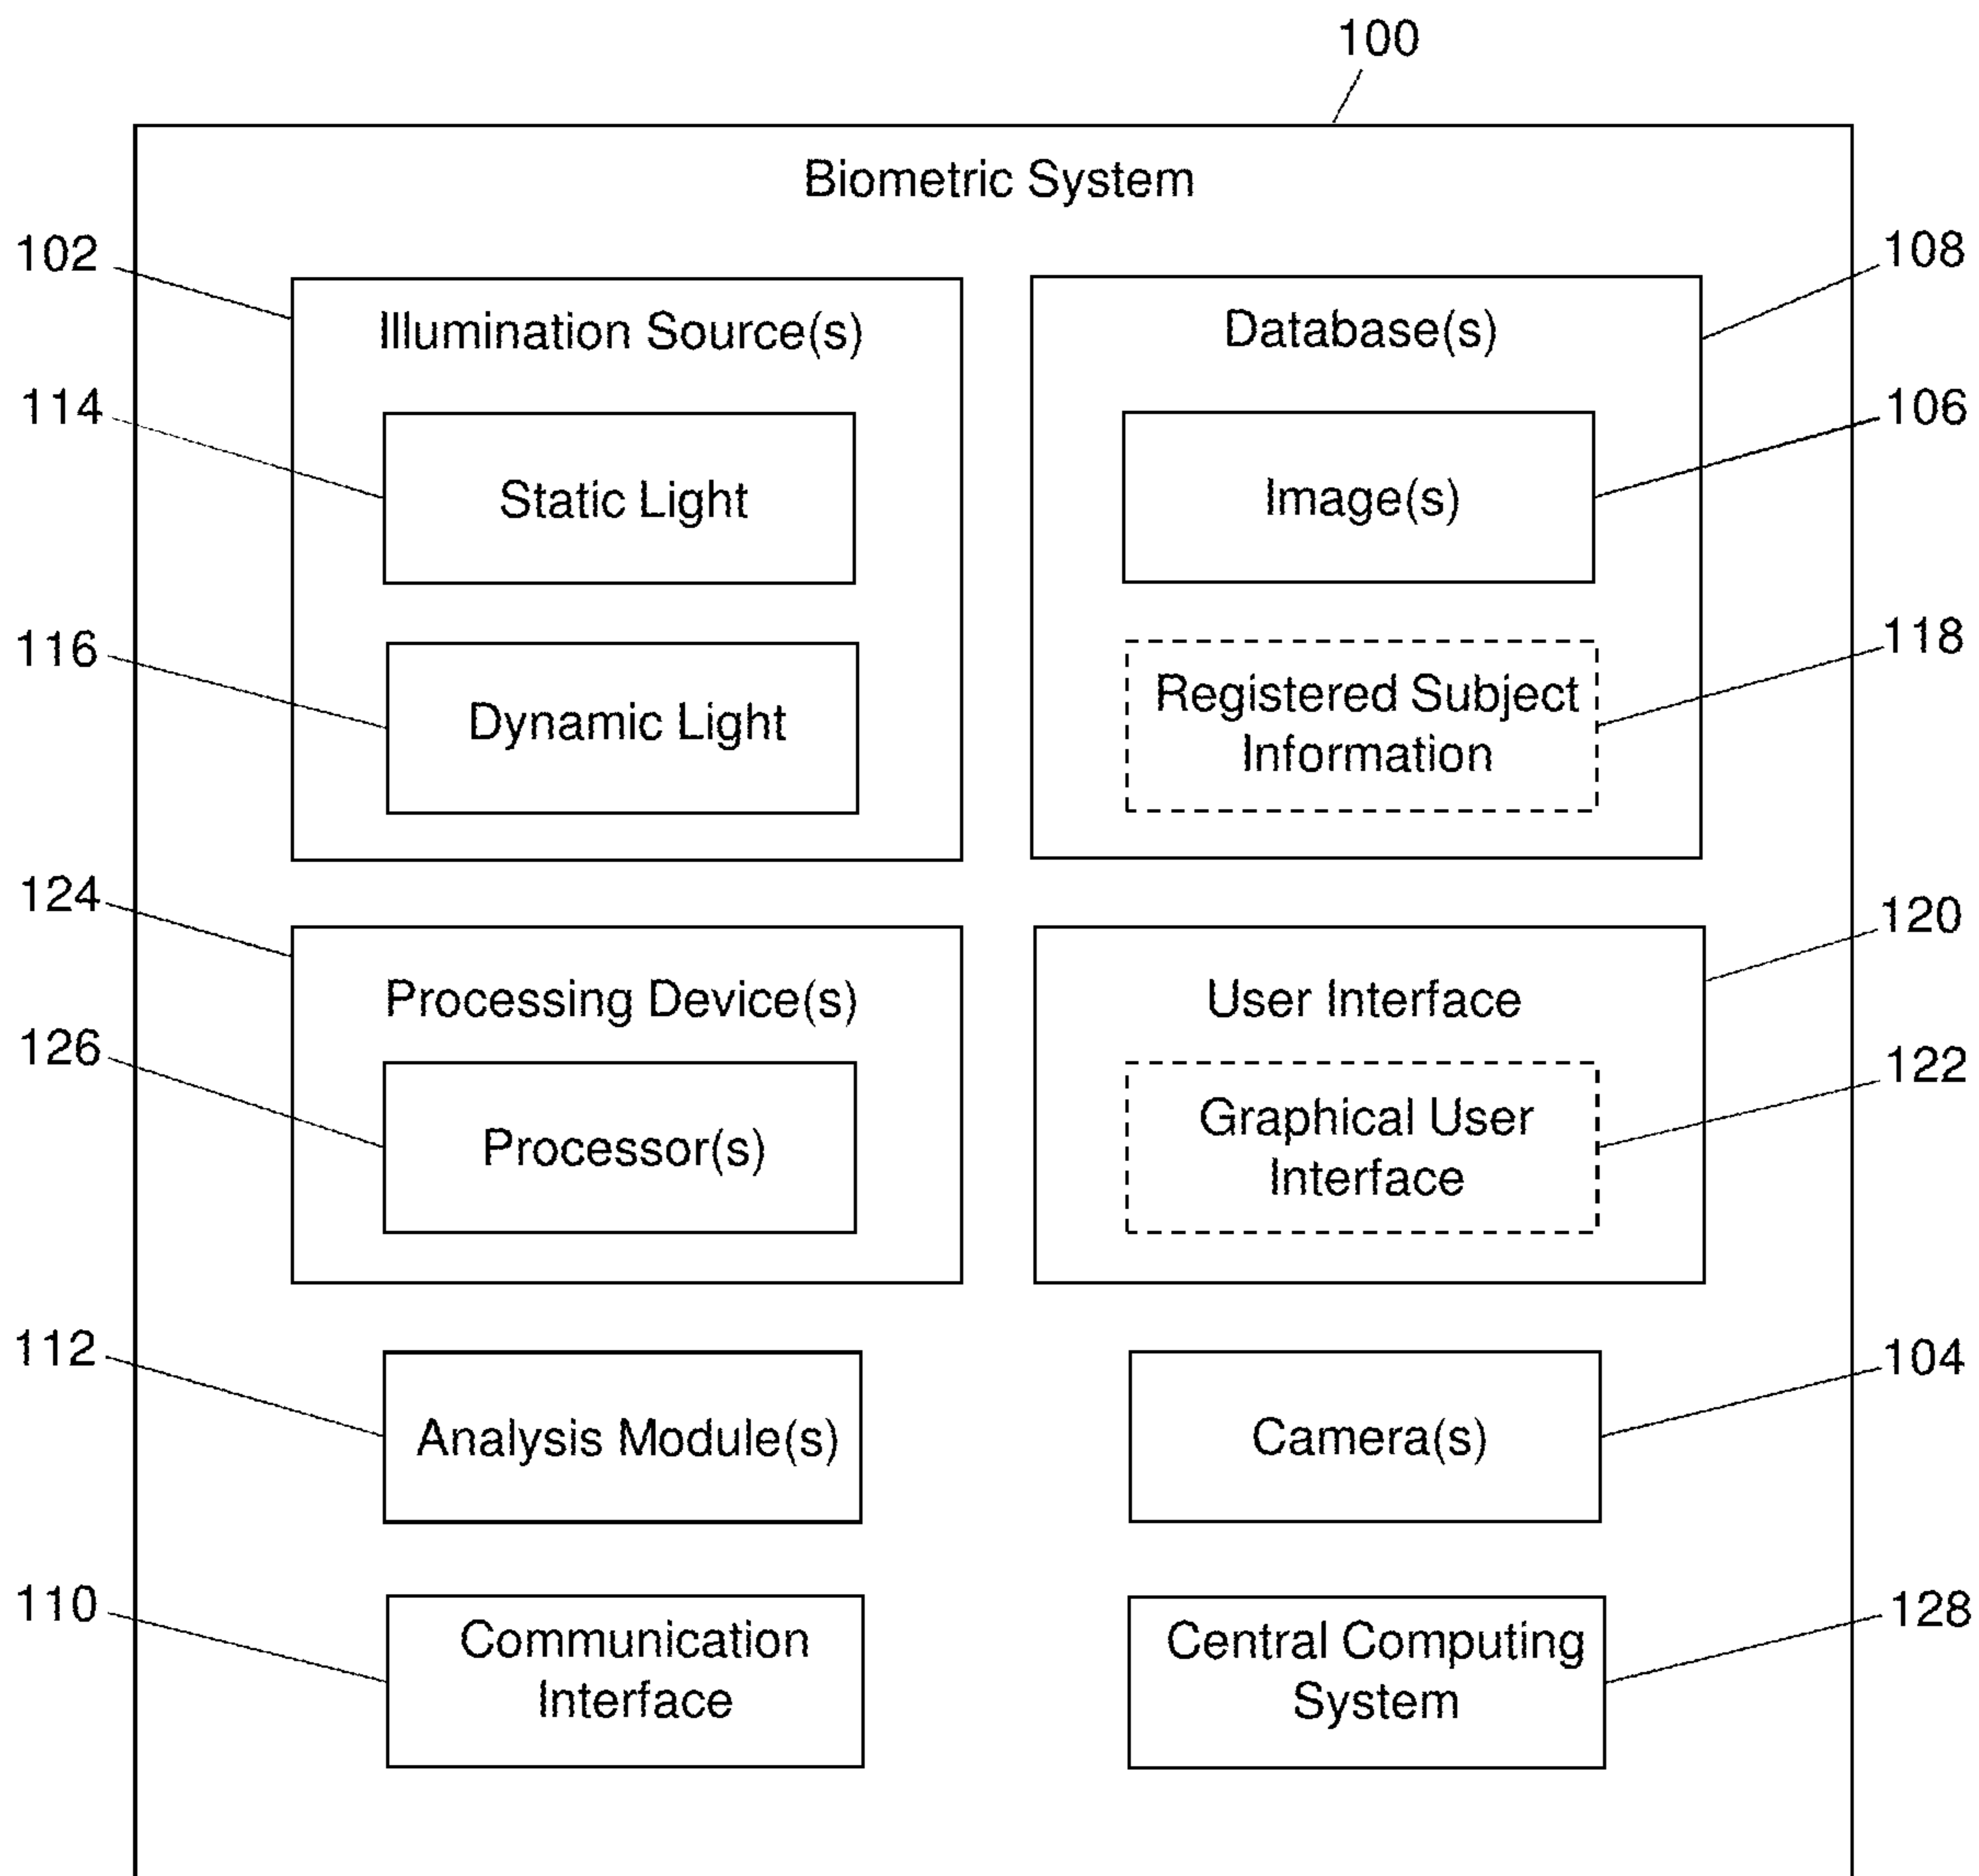 100
Biometric System
102
108
Illumination Source(s)
Database(s)
114
106
Static Light
Image(s)
116
118
Dynamic Light
Registered Subject
Information
124
120
Processing Device(s)
User Interface
126
122
Processor(s)
Graphical User
Interface
112
104
Analysis Module(s)
Camera(s)
110
128
Communication
Interface
Central Computing
System